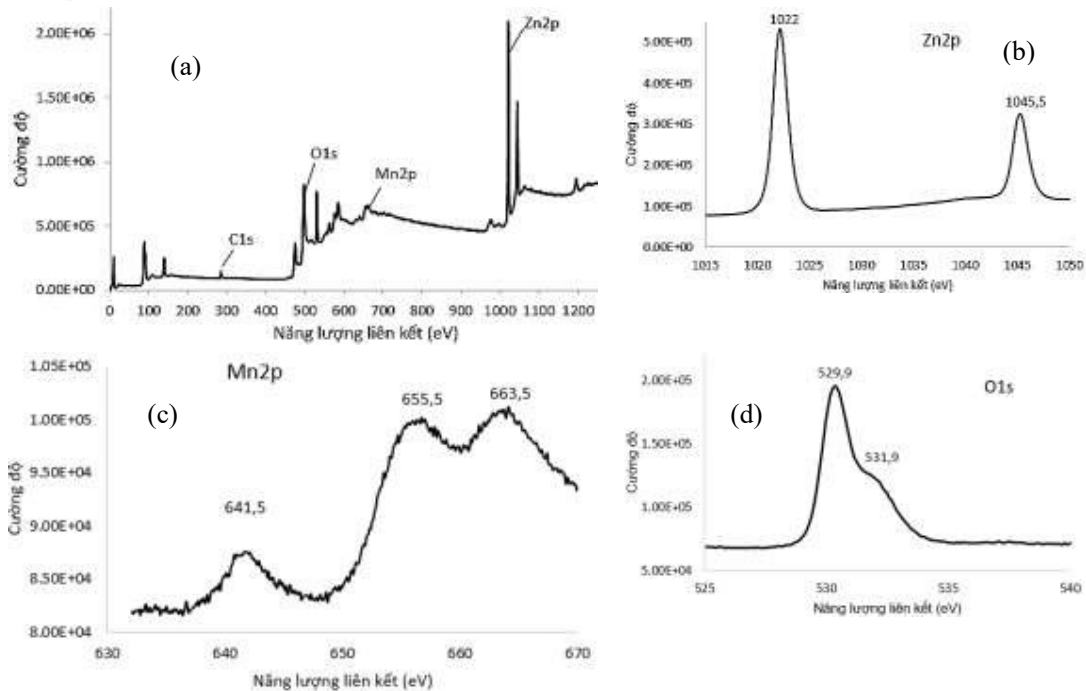 (a)
Cường độ
2.00E+06
1.50E+06
1.00E+06
5.00E+05
0.00E+00
Zn2p
O1s
Mn2p
C1s
0 100 200 300 400 500 600 700 800 900 1000 1100 1200
Năng lượng liên kết (eV)
(b)
Zn2p
Cường độ
5.00E+05
4.00E+05
3.00E+05
2.00E+05
1.00E+05
0.00E+00
1022
1045,5
1015 1020 1025 1030 1035 1040 1045 1050
Năng lượng liên kết (eV)
(c)
Mn2p
Cường độ
1.05E+05
1.00E+05
9.50E+04
9.00E+04
8.50E+04
8.00E+04
641,5
655,5
663,5
630 640 650 660 670
Năng lượng liên kết (eV)
(d)
O1s
Cường độ
2.00E+05
1.50E+05
1.00E+05
5.00E+04
529,9
531,9
525 530 535 540
Năng lượng liên kết (eV)